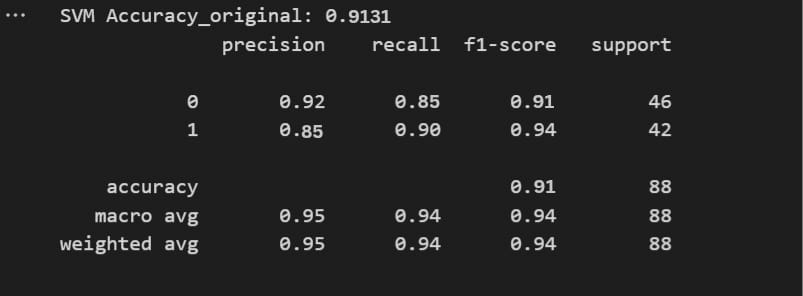 SVM Accuracy_original: 0.9131
precision recall f1-score support
0 0.92 0.85 0.91 46
1 0.85 0.90 0.94 42
accuracy 0.91 88
macro avg 0.95 0.94 0.94 88
weighted avg 0.95 0.94 0.94 88